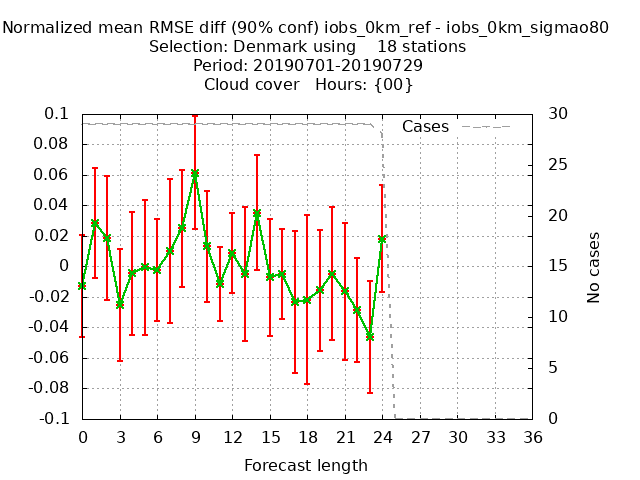 Normalized mean RMSE diff (90% conf) iobs_0km_ref - iobs_0km_sigmao80
Selection: Denmark using    18 stations
Period: 20190701-20190729
Cloud cover   Hours: {00}
Cases
0.1
0.08
0.06
0.04
0.02
0
-0.02
-0.04
-0.06
-0.08
-0.1
30
25
20
15
10
5
0
No cases
0 3 6 9 12 15 18 21 24 27 30 33 36
Forecast length